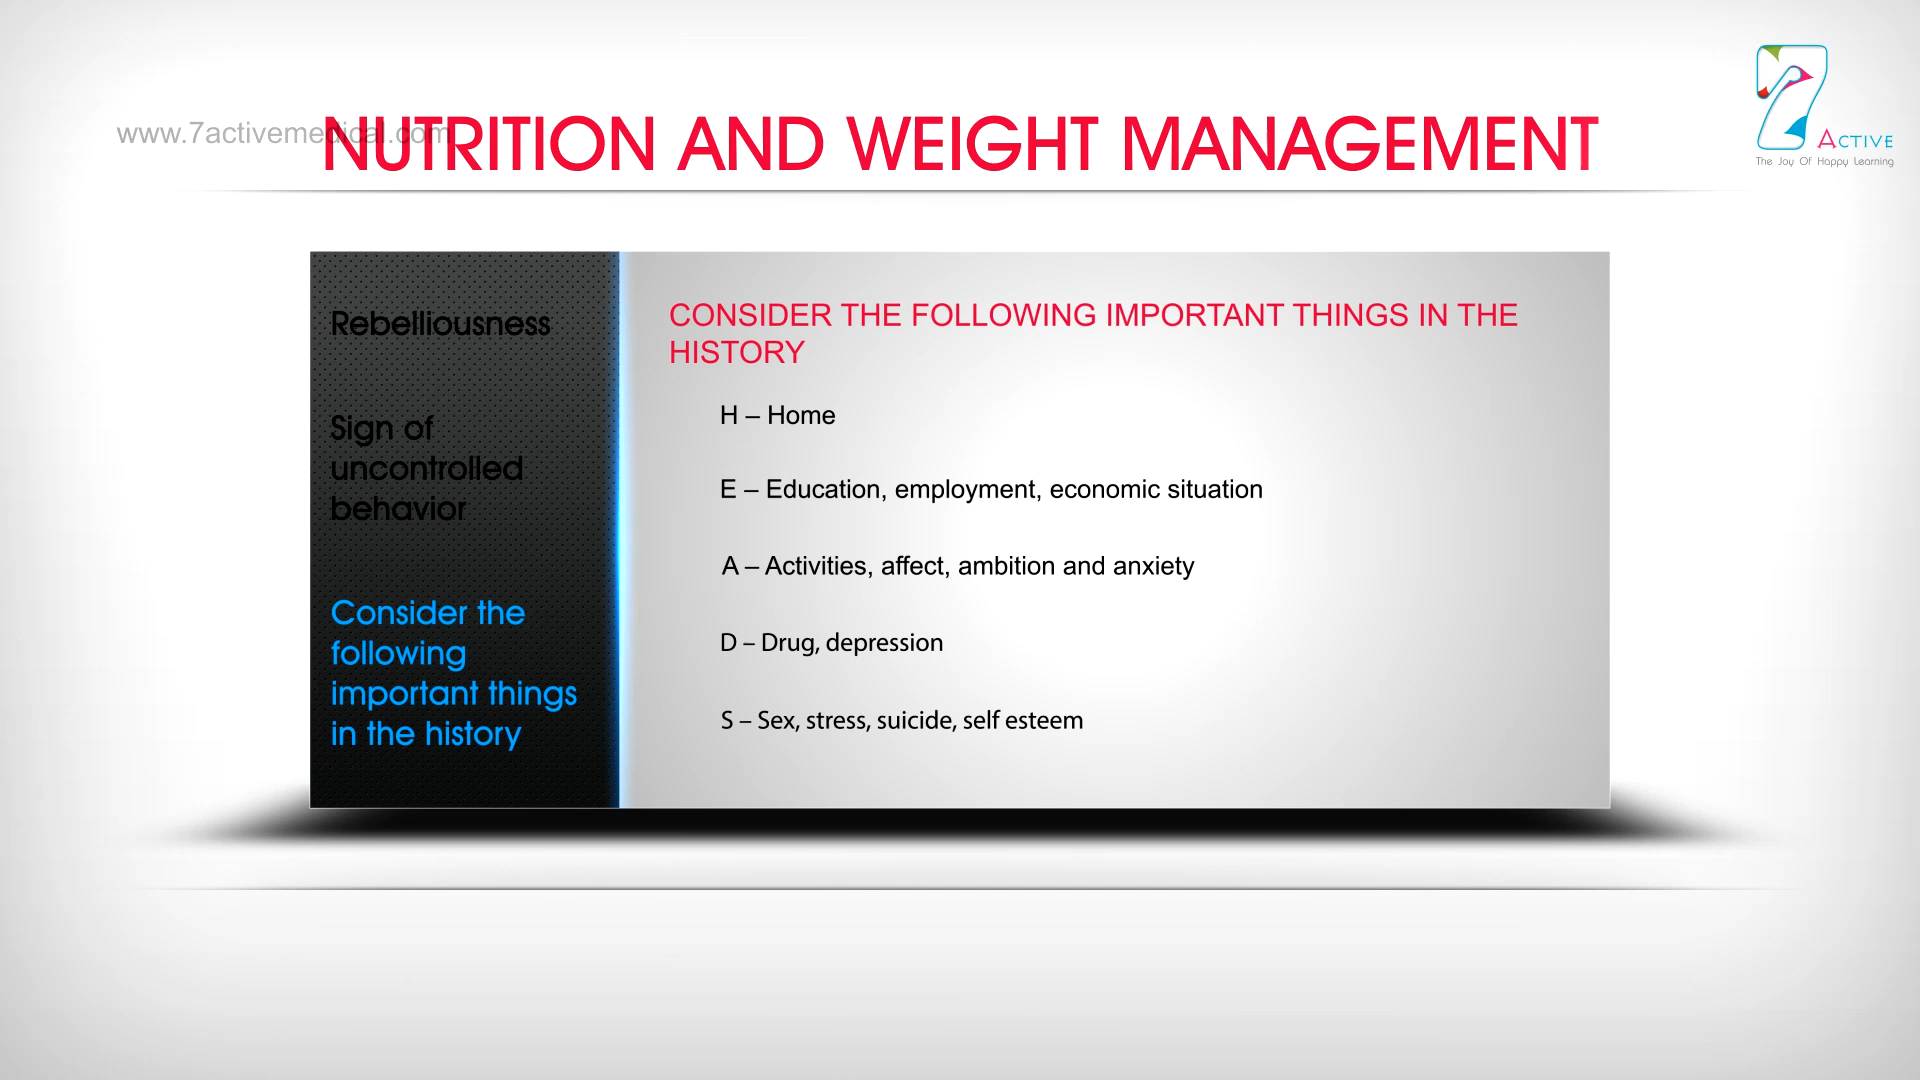 www.7activemedical.com
NUTRITION AND WEIGHT MANAGEMENT
7 ACTIVE
The Joy Of Happy Learning
Rebelliousness
Sign of
uncontrolled
behavior
Consider the
following
important things
in the history
CONSIDER THE FOLLOWING IMPORTANT THINGS IN THE
HISTORY
H – Home
E – Education, employment, economic situation
A – Activities, affect, ambition and anxiety
D – Drug, depression
S – Sex, stress, suicide, self esteem